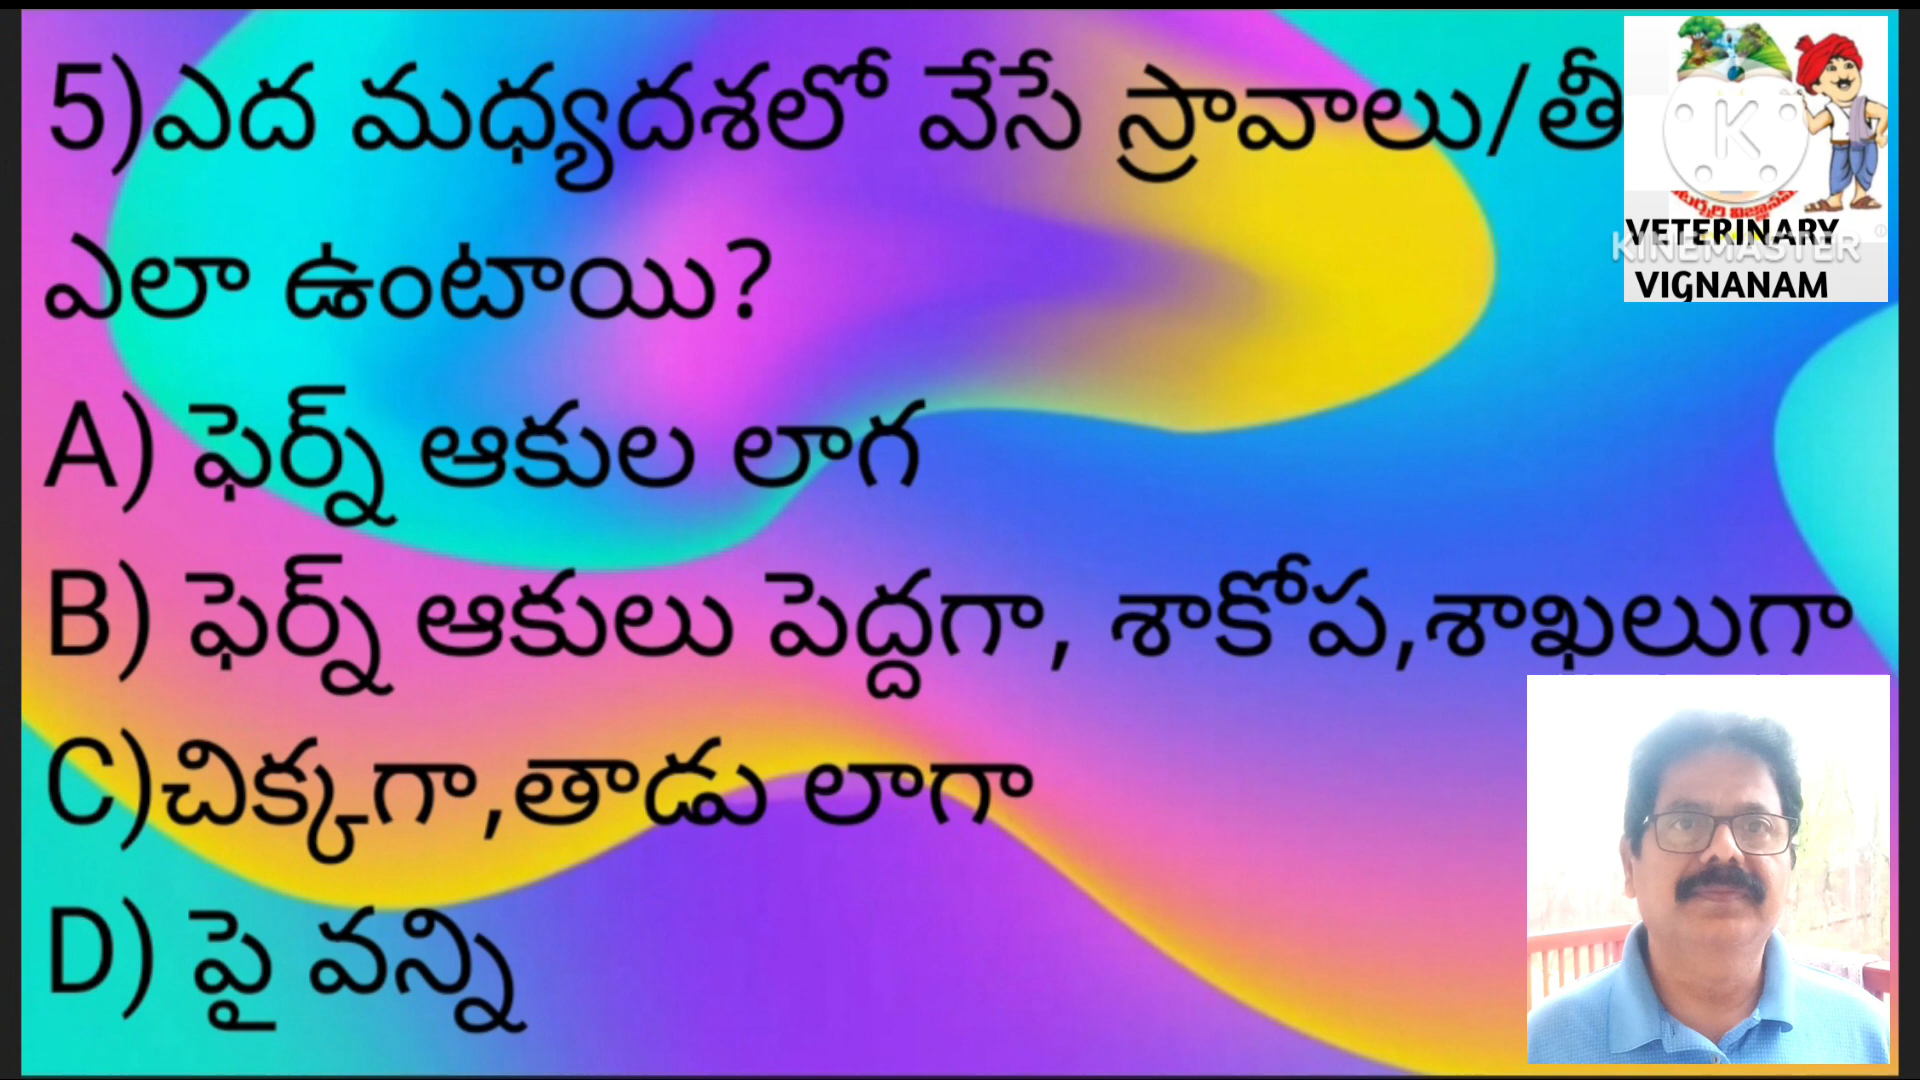 5)ఎద మధ్యదశలో వేసే స్రావాలు/తీ
ఎలా ఉంటాయి?
A) ఫెర్న్ ఆకుల లాగ
B) ఫెర్న్ ఆకులు పెద్దగా, శాకోప,శాఖలుగా
C)చిక్కగా,తాడు లాగా
D) పై వన్ని
K
VETERINARY
KINEMASTER
VIGNANAM